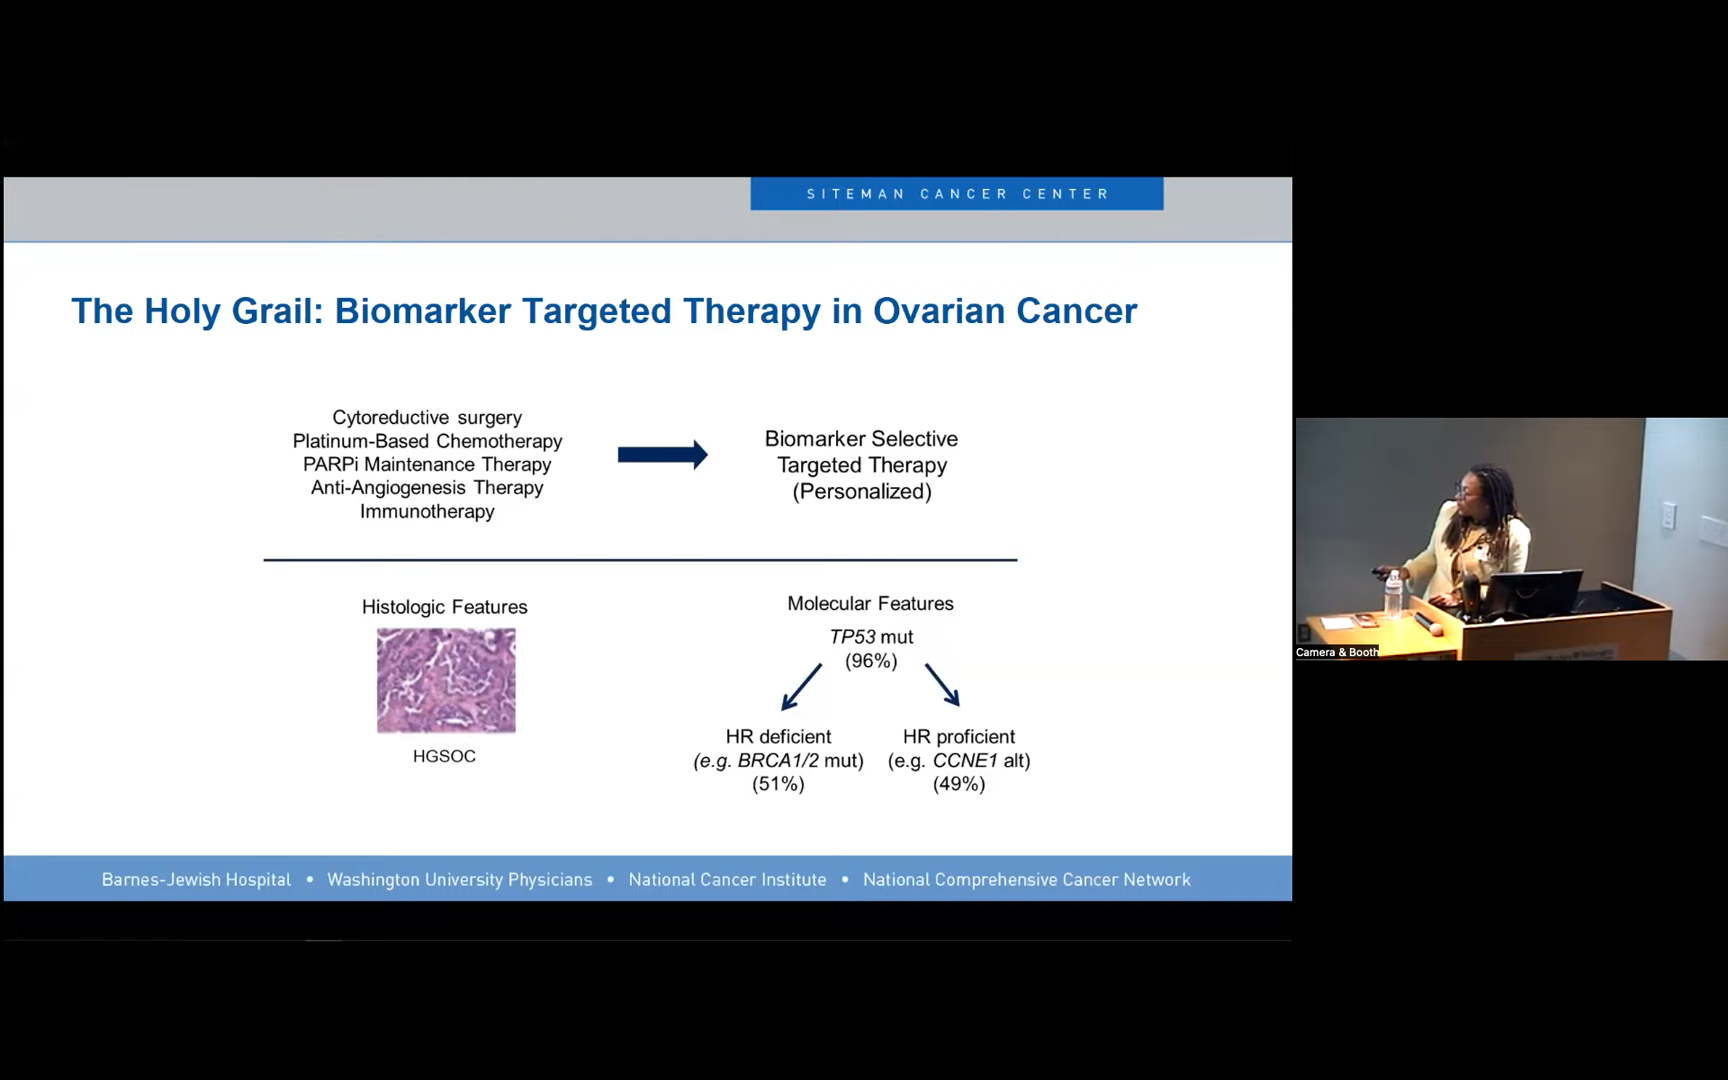 SITEMAN CANCER CENTER
The Holy Grail: Biomarker Targeted Therapy in Ovarian Cancer
Cytoreductive surgery
Platinum-Based Chemotherapy
PARPi Maintenance Therapy
Anti-Angiogenesis Therapy
Immunotherapy
Biomarker Selective
Targeted Therapy
(Personalized)
Histologic Features
HGSOC
Molecular Features
TP53 mut
(96%)
HR deficient
(e.g. BRCA1/2 mut)
(51%)
HR proficient
(e.g. CCNE1 alt)
(49%)
Barnes-Jewish Hospital • Washington University Physicians • National Cancer Institute • National Comprehensive Cancer Network
Camera & Booth